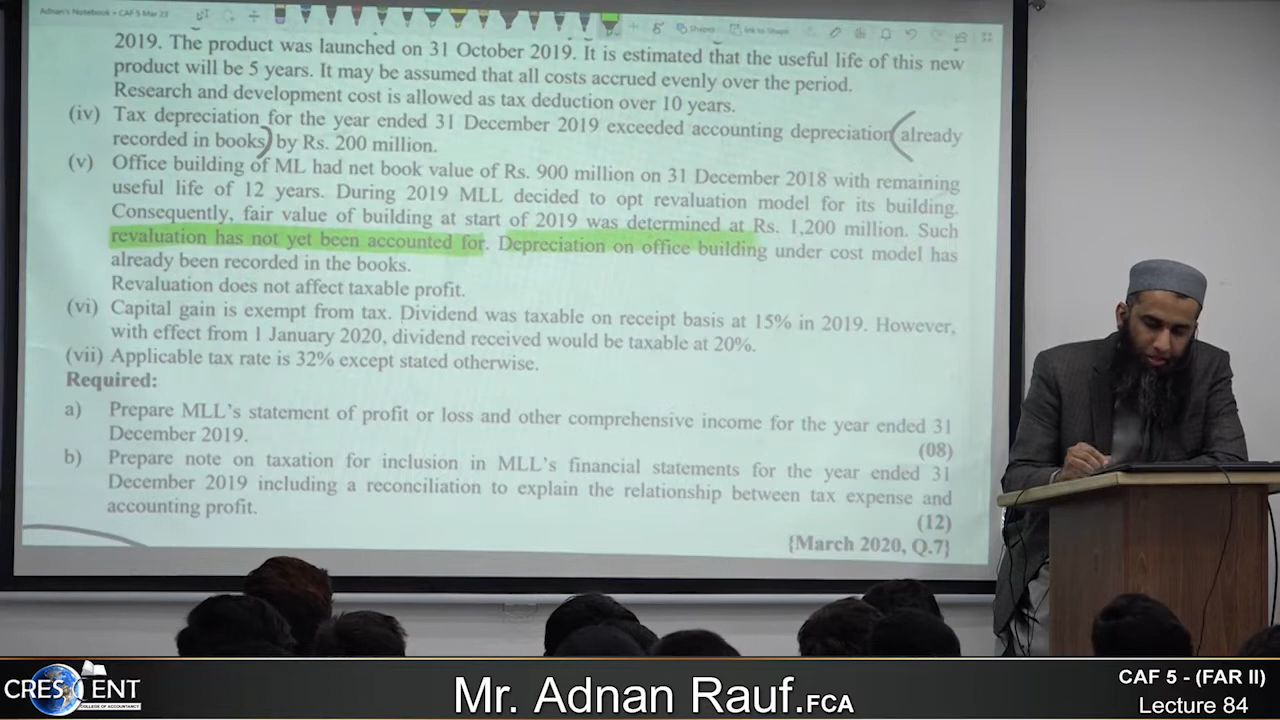 Adnan's Notebook • CAF 5 Mar 23
Shapes
Ink to Shape
2019. The product was launched on 31 October 2019. It is estimated that the useful life of this new
product will be 5 years. It may be assumed that all costs accrued evenly over the period.
Research and development cost is allowed as tax deduction over 10 years.
(iv) Tax depreciation for the year ended 31 December 2019 exceeded accounting depreciation (already
recorded in books) by Rs. 200 million.
(v) Office building of ML had net book value of Rs. 900 million on 31 December 2018 with remaining
useful life of 12 years. During 2019 MLL decided to opt revaluation model for its building.
Consequently, fair value of building at start of 2019 was determined at Rs. 1,200 million. Such
revaluation has not yet been accounted for. Depreciation on office building under cost model has
already been recorded in the books.
Revaluation does not affect taxable profit.
(vi) Capital gain is exempt from tax. Dividend was taxable on receipt basis at 15% in 2019. However,
with effect from 1 January 2020, dividend received would be taxable at 20%.
(vii) Applicable tax rate is 32% except stated otherwise.
Required:
a) Prepare MLL's statement of profit or loss and other comprehensive income for the year ended 31
December 2019.
(08)
b) Prepare note on taxation for inclusion in MLL's financial statements for the year ended 31
December 2019 including a reconciliation to explain the relationship between tax expense and
accounting profit.
(12)
{March 2020, Q.7}
CRESCENT
COLLEGE OF ACCOUNTANCY
Mr. Adnan Rauf.FCA
CAF 5 - (FAR II)
Lecture 84